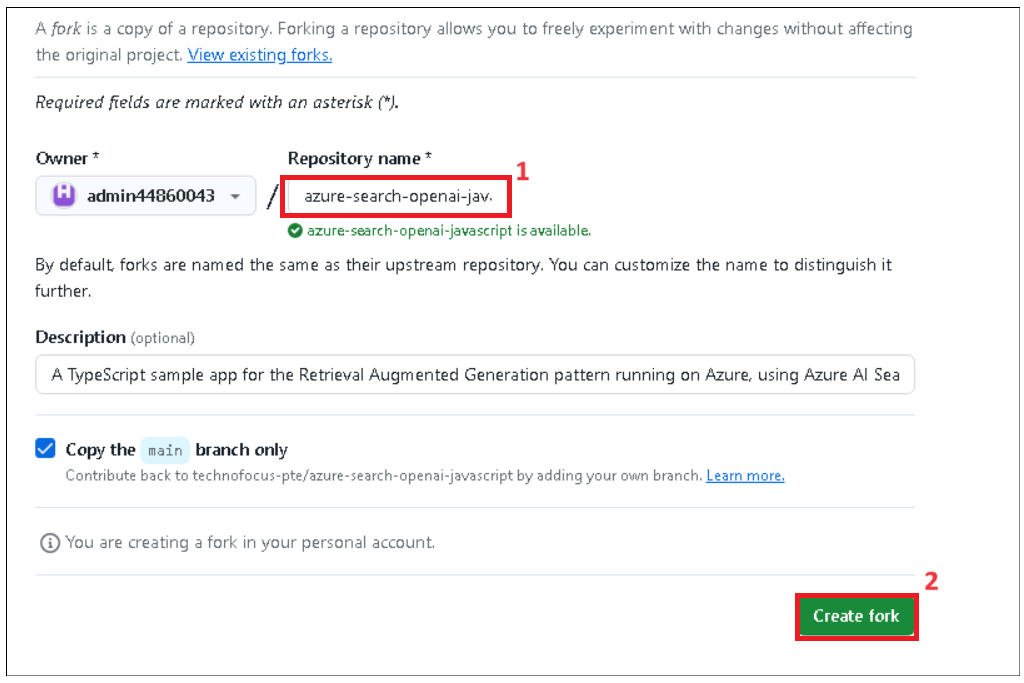 A fork is a copy of a repository. Forking a repository allows you to freely experiment with changes without affecting
the original project. View existing forks.
Required fields are marked with an asterisk (*).
Owner *
Repository name *
1
admin44860043
/
azure-search-openai-jav.
azure-search-openai-javascript is available.
By default, forks are named the same as their upstream repository. You can customize the name to distinguish it
further.
Description (optional)
A TypeScript sample app for the Retrieval Augmented Generation pattern running on Azure, using Azure AI Sea
Copy the main branch only
Contribute back to technofocus-pte/azure-search-openai-javascript by adding your own branch. Learn more.
You are creating a fork in your personal account.
2
Create fork